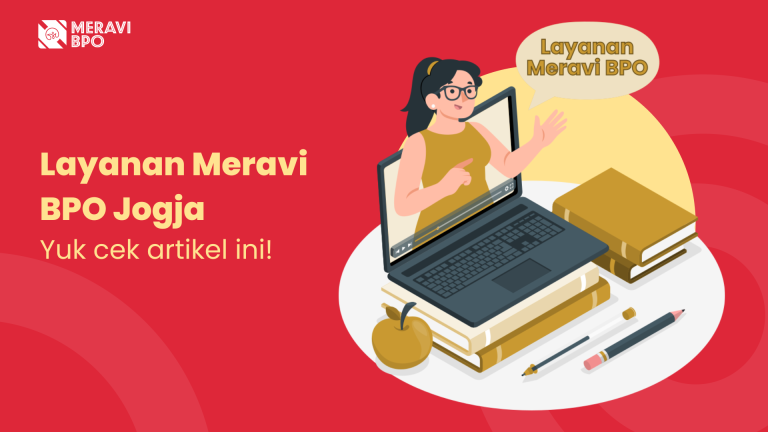 MERAVI
BPO
Layanan
Meravi BPO
Layanan Meravi
BPO Jogja
Yuk cek artikel ini!